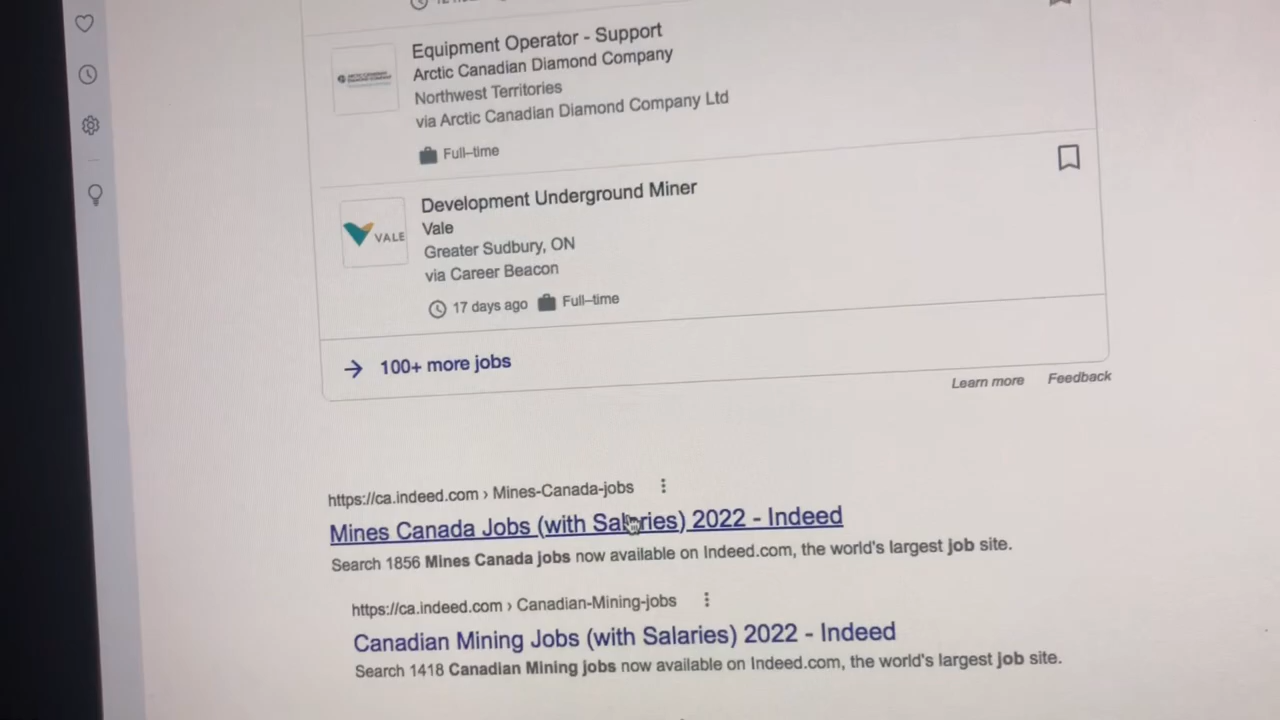 Equipment Operator - Support
Arctic Canadian Diamond Company
Northwest Territories
via Arctic Canadian Diamond Company Ltd
Full-time
Development Underground Miner
VALE
Vale
Greater Sudbury, ON
via Career Beacon
17 days ago Full-time
100+ more jobs
Learn more Feedback
https://ca.indeed.com › Mines-Canada-jobs
Mines Canada Jobs (with Salaries) 2022 - Indeed
Search 1856 Mines Canada jobs now available on Indeed.com, the world's largest job site.
https://ca.indeed.com › Canadian-Mining-jobs
Canadian Mining Jobs (with Salaries) 2022 - Indeed
Search 1418 Canadian Mining jobs now available on Indeed.com, the world's largest job site.